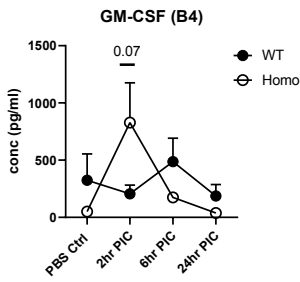 GM-CSF (B4)
0.07
WT
Homo
conc (pg/ml)
1500
1000
500
0
PBS Ctrl
2hr PIC
6hr PIC
24hr PIC